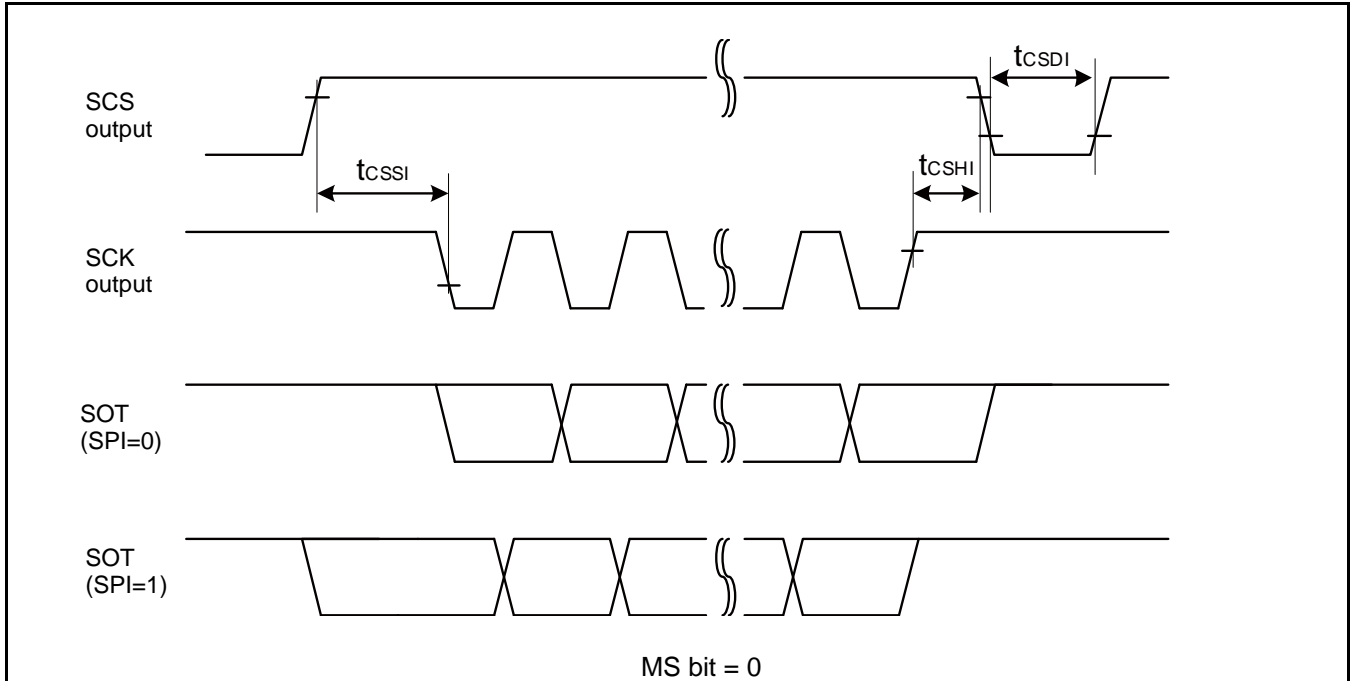 SCS
output
tCSDI
tCSSI
tCSHI
SCK
output
SOT
(SPI=0)
SOT
(SPI=1)
MS bit = 0